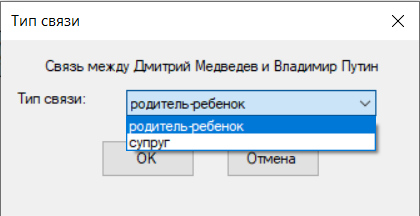 Тип связи
Связь между Дмитрий Медведев и Владимир Путин
Тип связи:
родитель-ребенок
родитель-ребенок
супруг
OK
Отмена